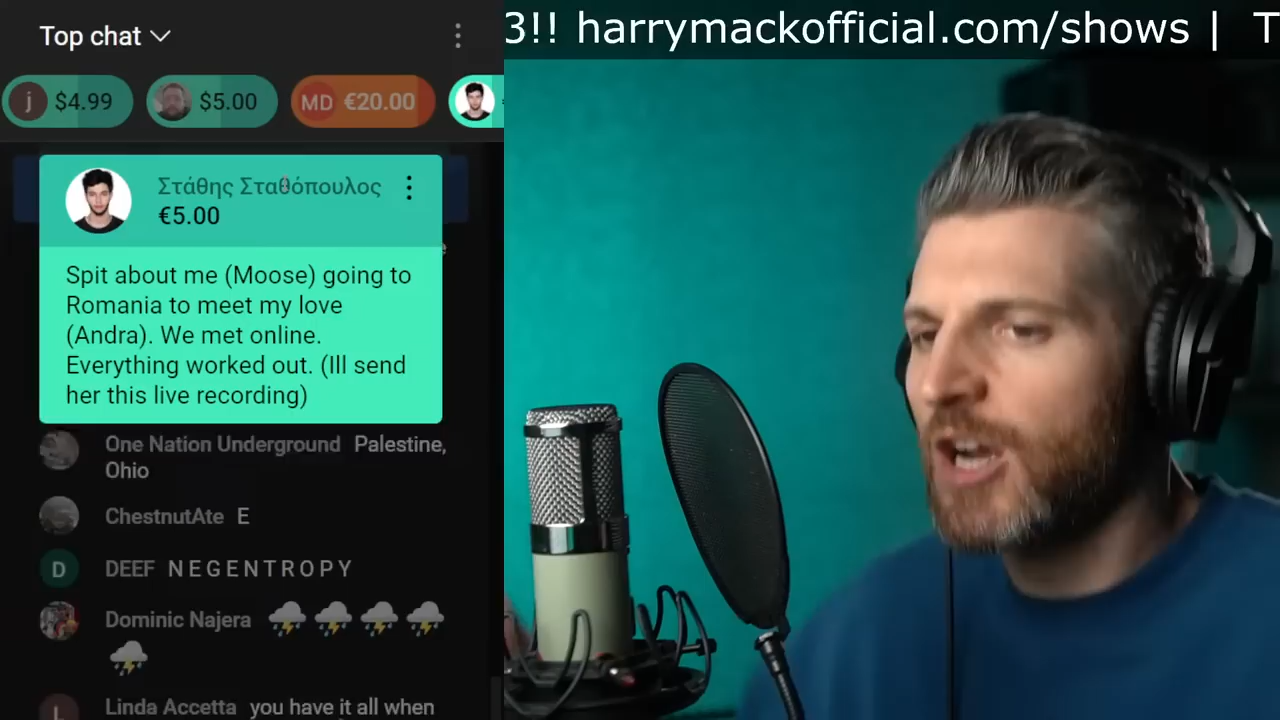 Top chat
3!! harrymackofficial.com/shows | T
j $4.99
$5.00
MD €20.00
Στάθης Σταθόπουλος
€5.00
Spit about me (Moose) going to
Romania to meet my love
(Andra). We met online.
Everything worked out. (Ill send
her this live recording)
One Nation Underground Palestine,
Ohio
ChestnutAte E
D DEEF N E G E N T R O P Y
Dominic Najera
L Linda Accetta you have it all when